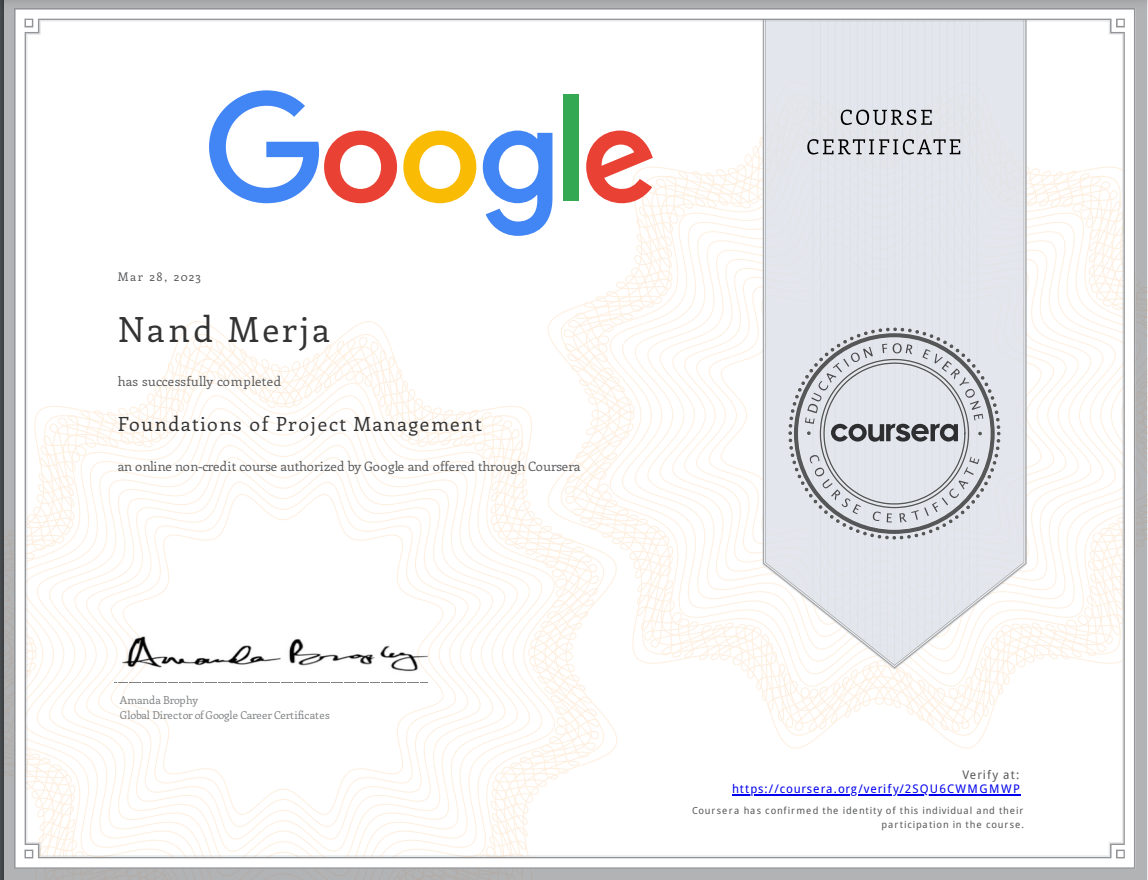 Google
COURSE
CERTIFICATE
Mar 28, 2023
Nand Merja
has successfully completed
Foundations of Project Management
an online non-credit course authorized by Google and offered through Coursera
EDUCATION FOR EVERYONE
coursera
COURSE CERTIFICATE
Amanda Brophy
Amanda Brophy
Global Director of Google Career Certificates
Verify at:
https://coursera.org/verify/2SQU6CWMGMWP
Coursera has confirmed the identity of this individual and their
participation in the course.